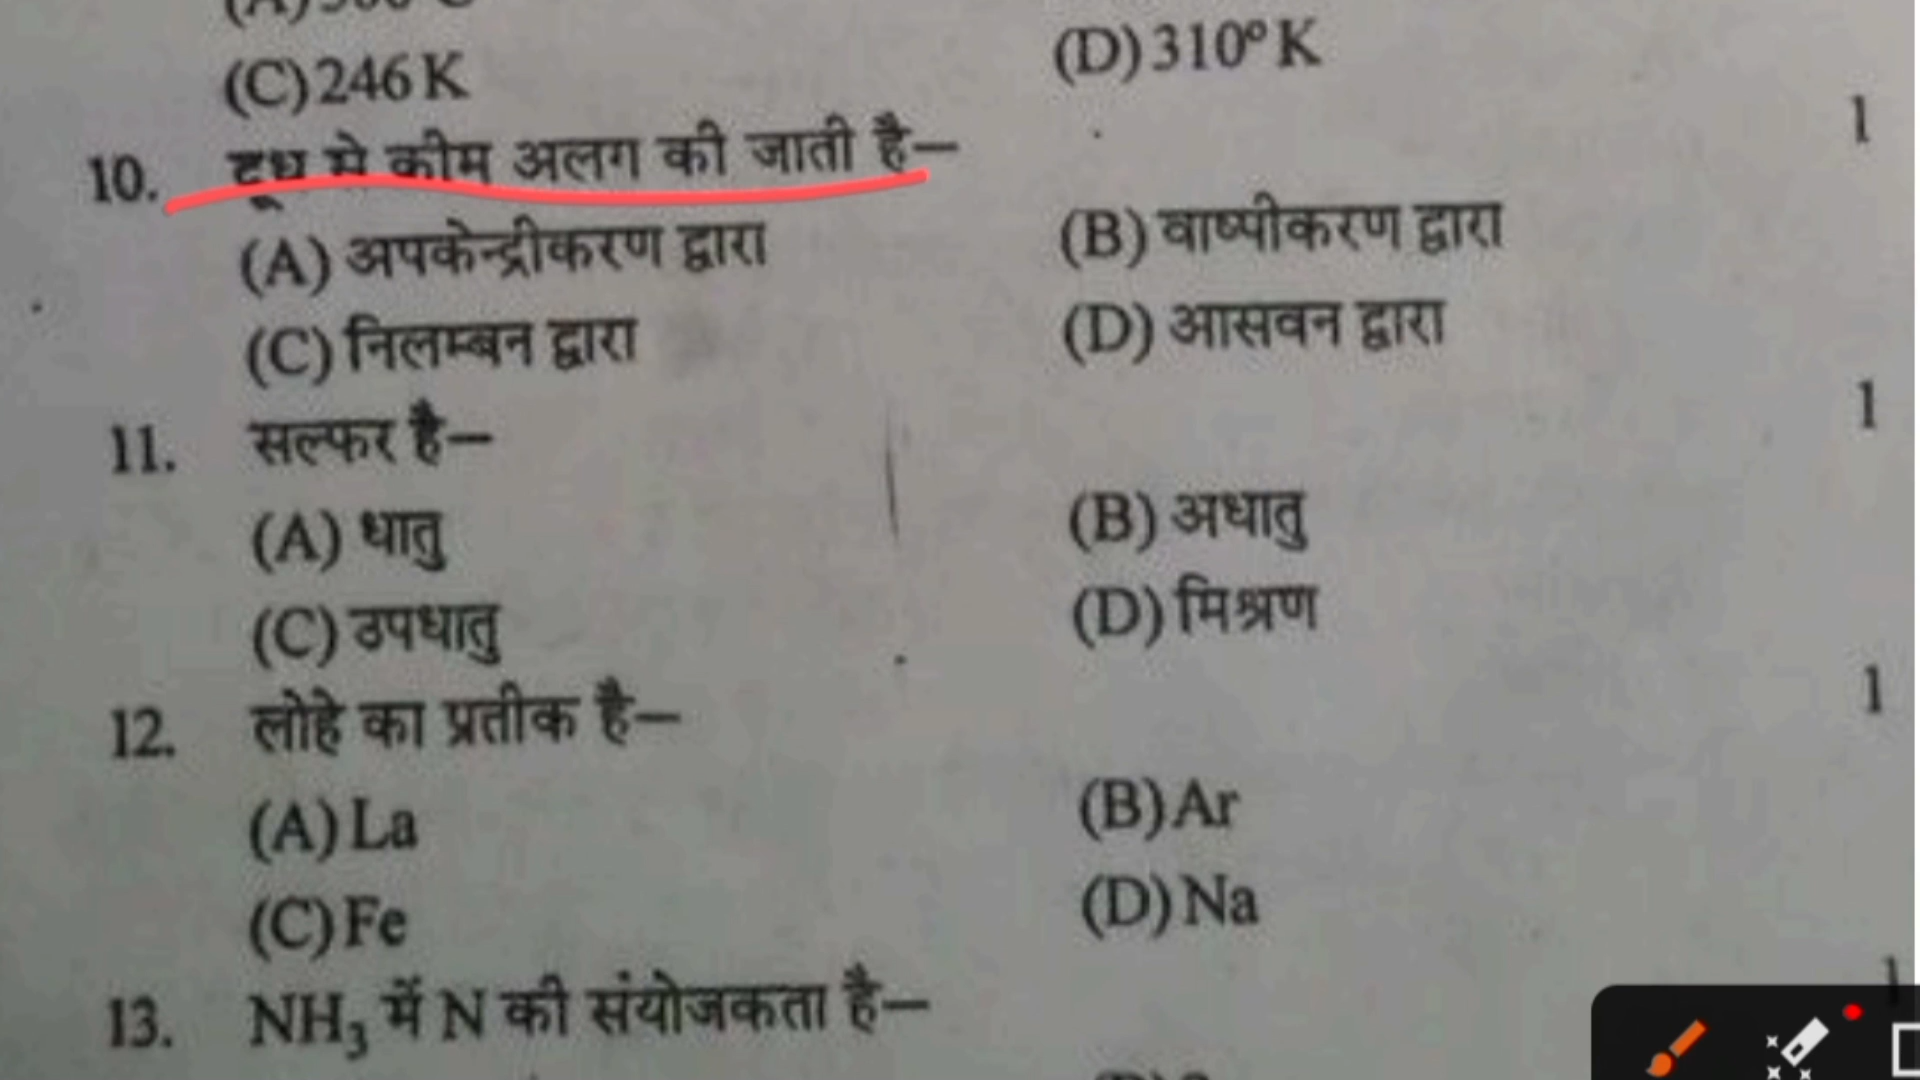 (C) 246 K
(D) 310° K
1
10. दूध से क्रीम अलग की जाती है–
(A) अपकेन्द्रीकरण द्वारा
(B) वाष्पीकरण द्वारा
(C) निलम्बन द्वारा
(D) आसवन द्वारा
1
11. सल्फर है–
(A) धातु
(B) अधातु
(C) उपधातु
(D) मिश्रण
1
12. लोहे का प्रतीक है–
(A) La
(B) Ar
(C) Fe
(D) Na
1
13. NH₃ में N की संयोजकता है–